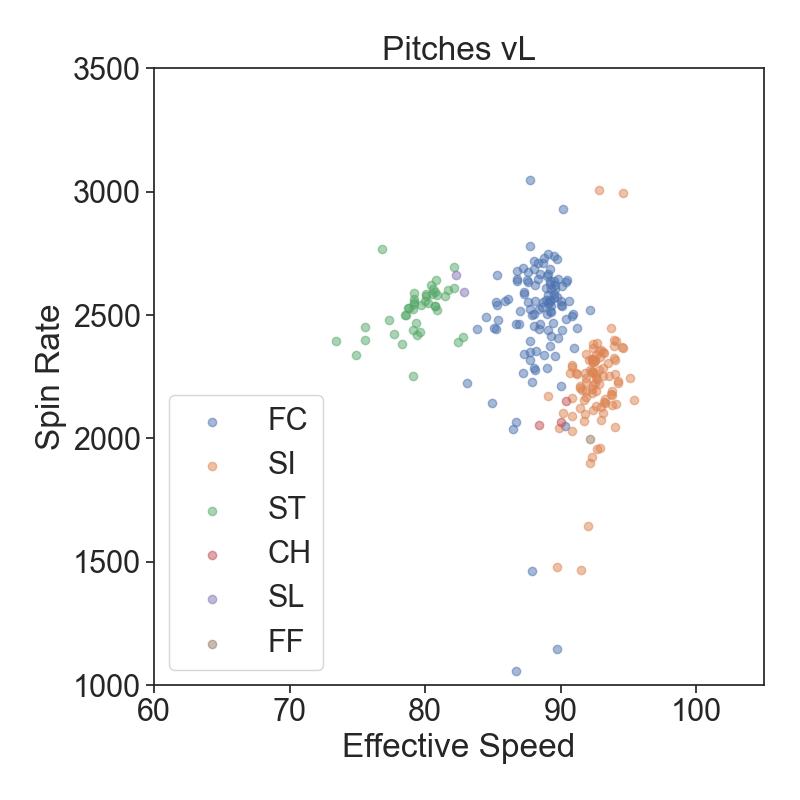 Pitches vL
3500
3000
2500
2000
1500
1000
Spin Rate
FC
SI
ST
CH
SL
FF
60 70 80 90 100
Effective Speed